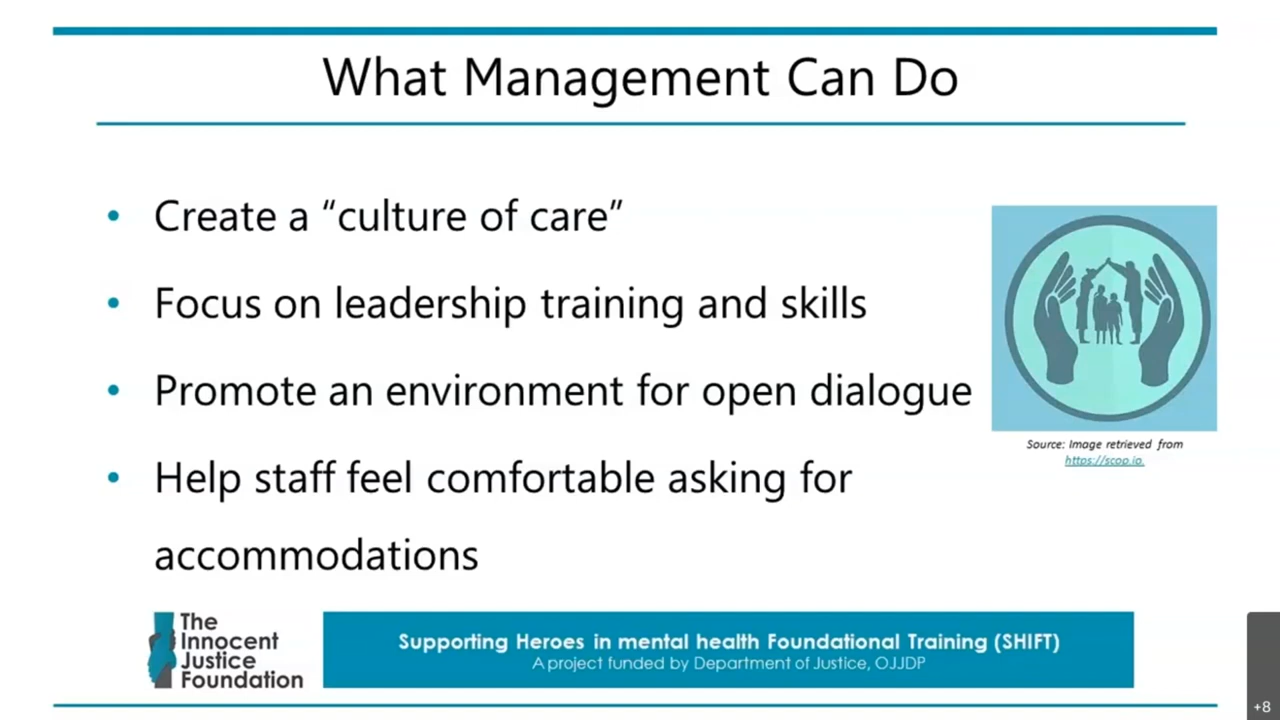 What Management Can Do
• Create a “culture of care”
• Focus on leadership training and skills
• Promote an environment for open dialogue
• Help staff feel comfortable asking for
accommodations
Source: Image retrieved from
https://scop.io.
The
Innocent
Justice
Foundation
Supporting Heroes in mental health Foundational Training (SHIFT)
A project funded by Department of Justice, OJJDP
+8